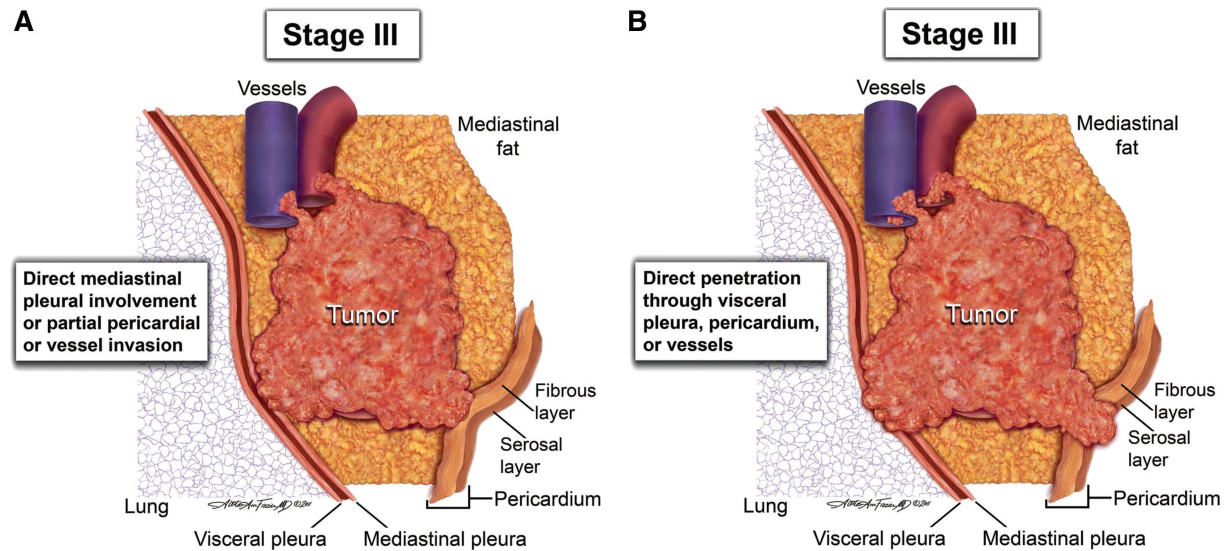 A
Stage III
Vessels
Mediastinal
fat
Direct mediastinal
pleural involvement
or partial pericardial
or vessel invasion
Tumor
Fibrous
layer
Serosal
layer
Pericardium
Lung
Visceral pleura
Mediastinal pleura
B
Stage III
Vessels
Mediastinal
fat
Direct penetration
through visceral
pleura, pericardium,
or vessels
Tumor
Fibrous
layer
Serosal
layer
Pericardium
Lung
Visceral pleura
Mediastinal pleura